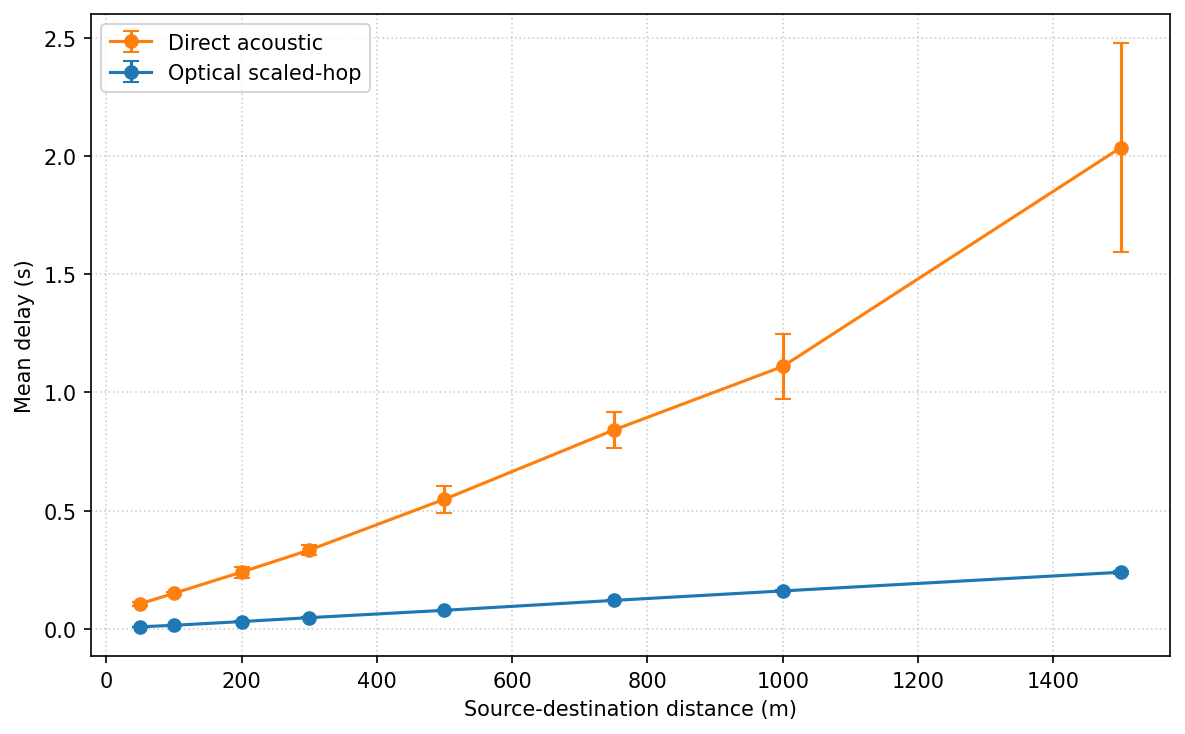 Direct acoustic
Optical scaled-hop
Mean delay (s)
2.5
2.0
1.5
1.0
0.5
0.0
0 200 400 600 800 1000 1200 1400
Source-destination distance (m)